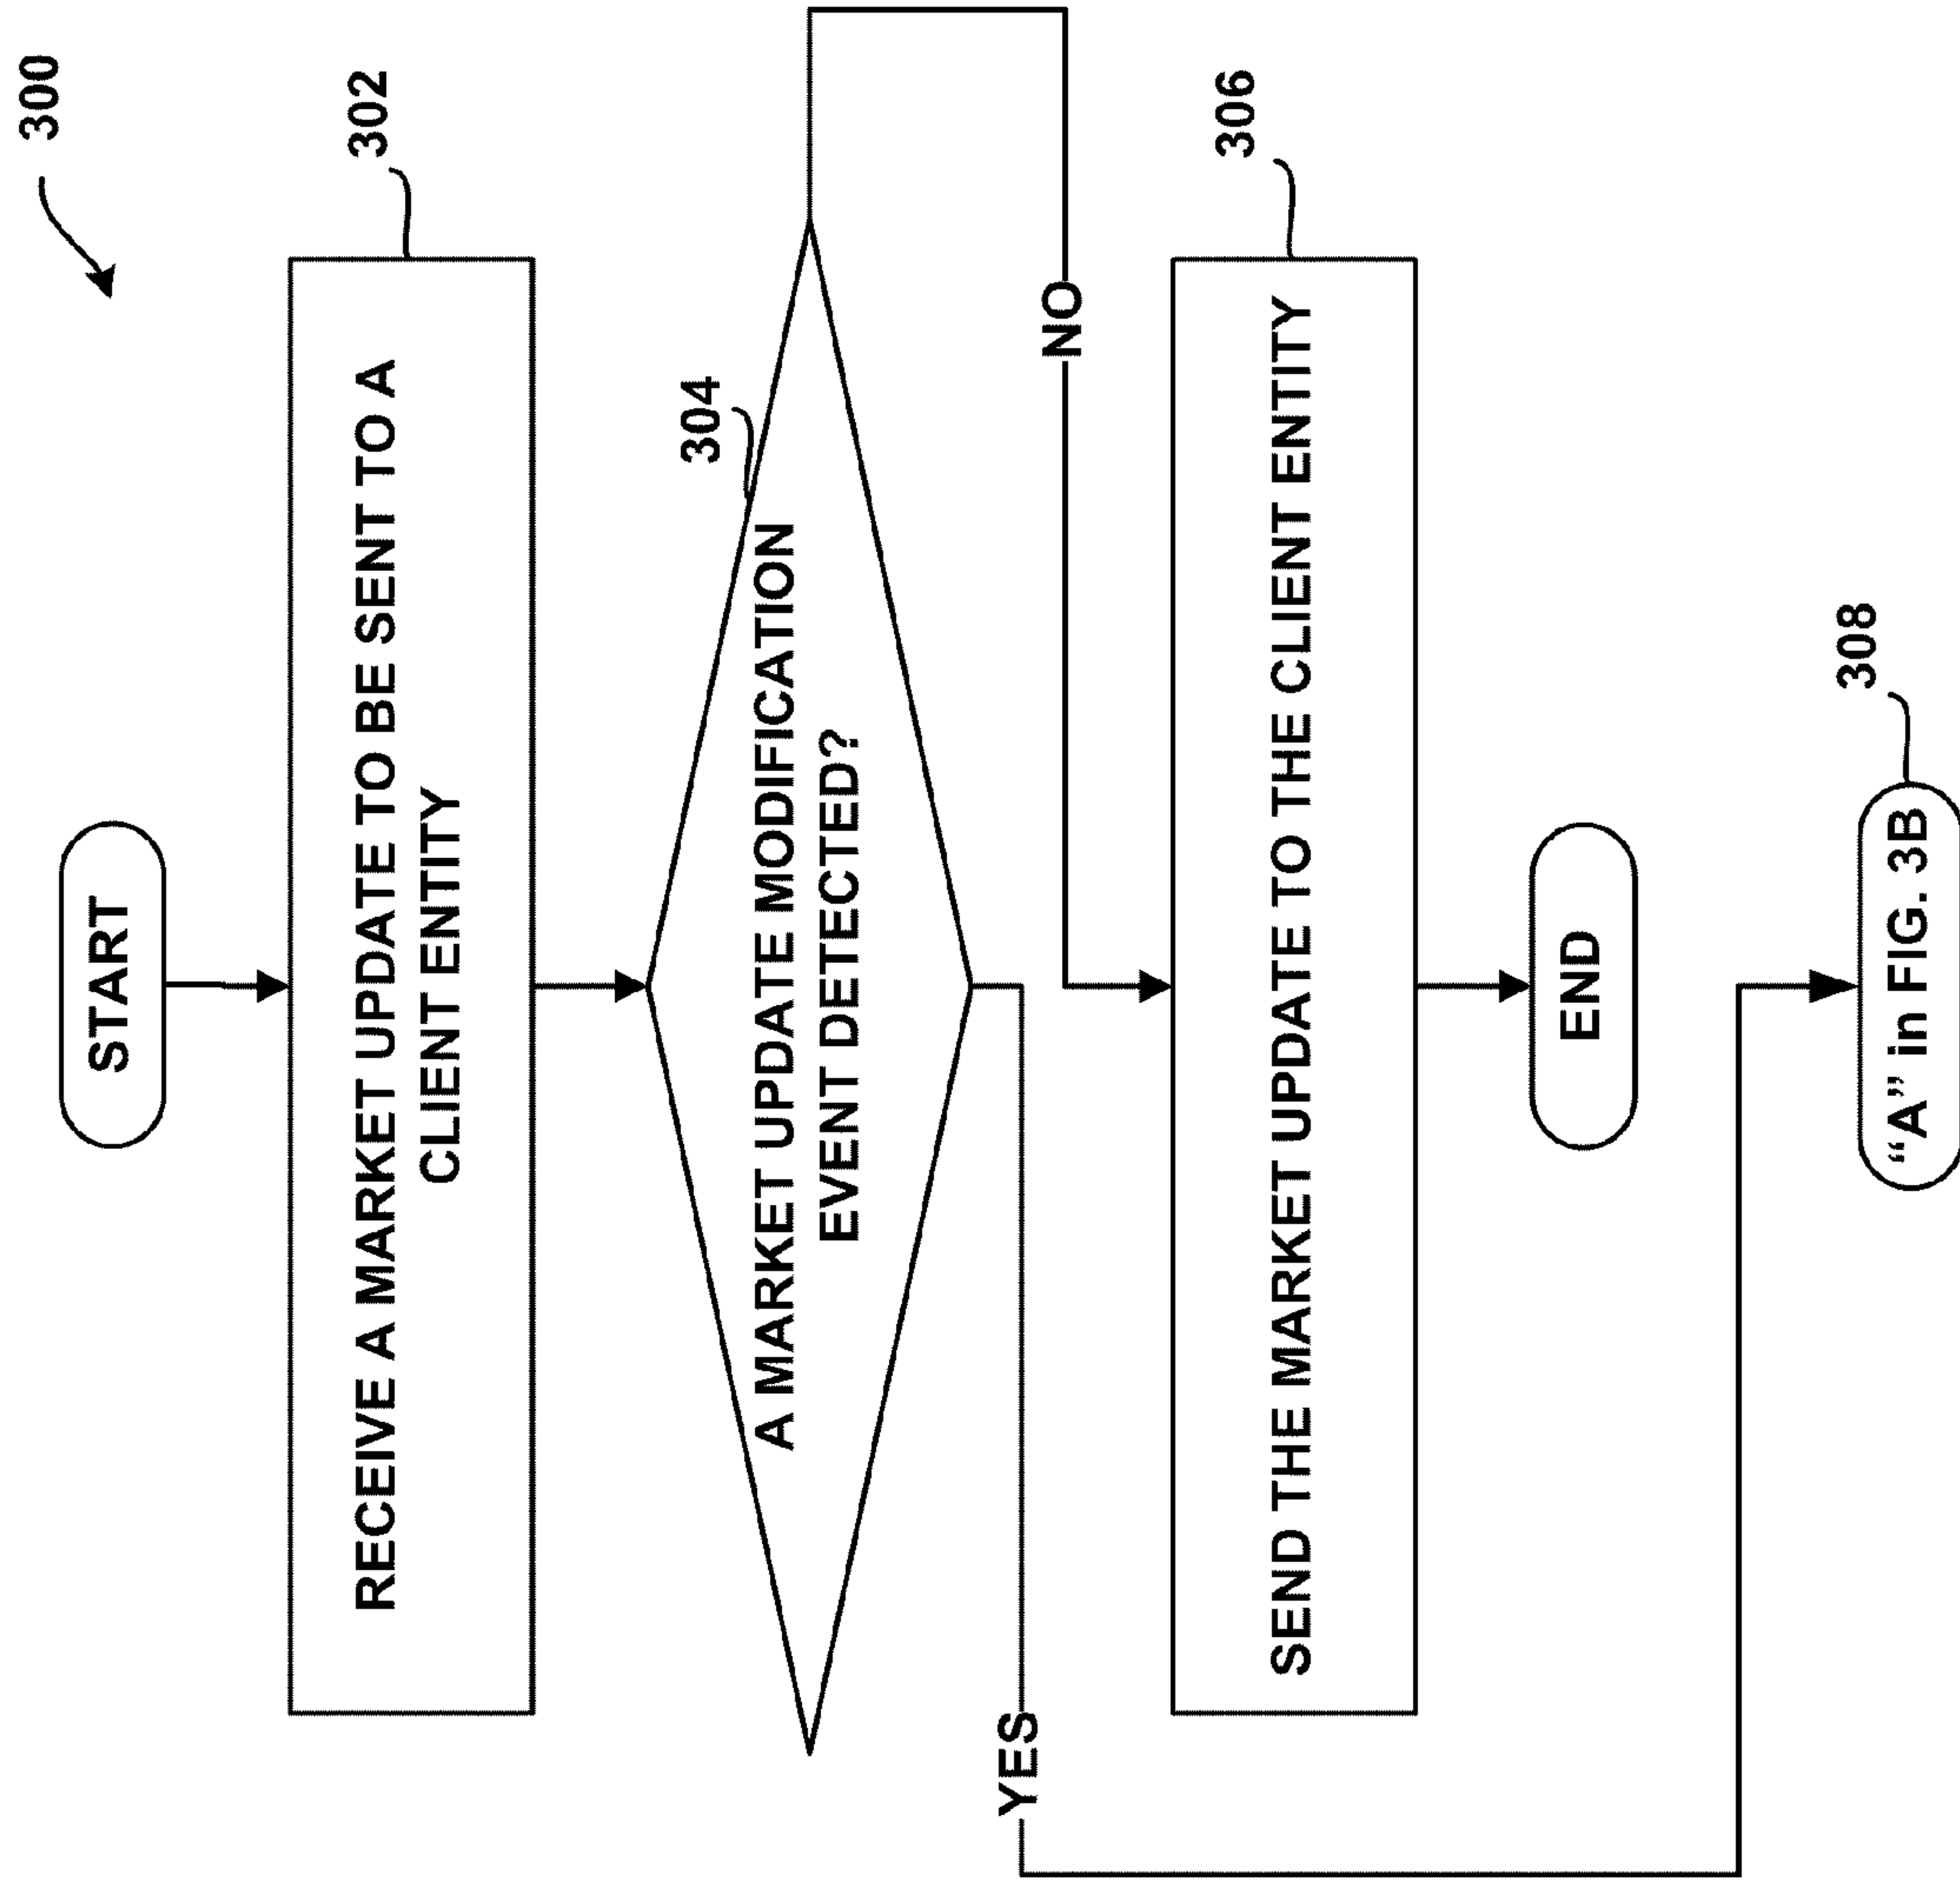 300
START
302
RECEIVE A MARKET UPDATE TO BE SENT TO A
CLIENT ENTITY
304
A MARKET UPDATE MODIFICATION
EVENT DETECTED?
YES
NO
306
SEND THE MARKET UPDATE TO THE CLIENT ENTITY
END
308
“A” in FIG. 3B